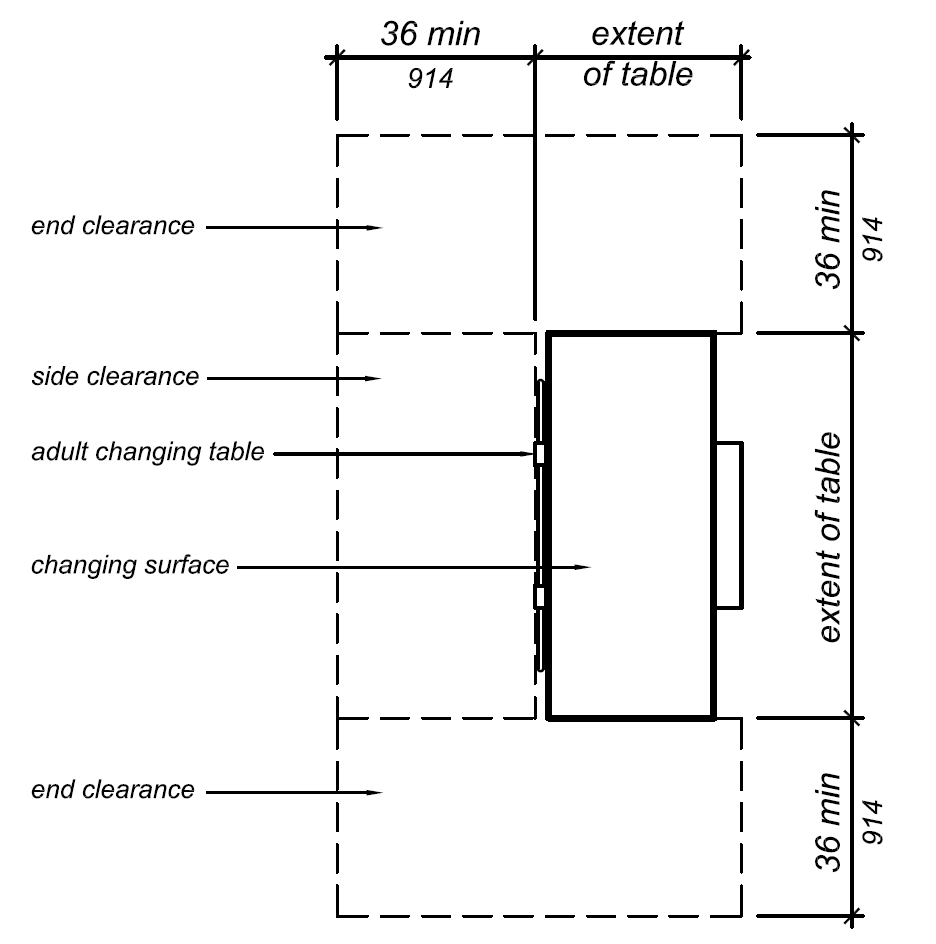 36 min
914
extent
of table
end clearance
36 min
914
side clearance
adult changing table
extent of table
changing surface
end clearance
36 min
914